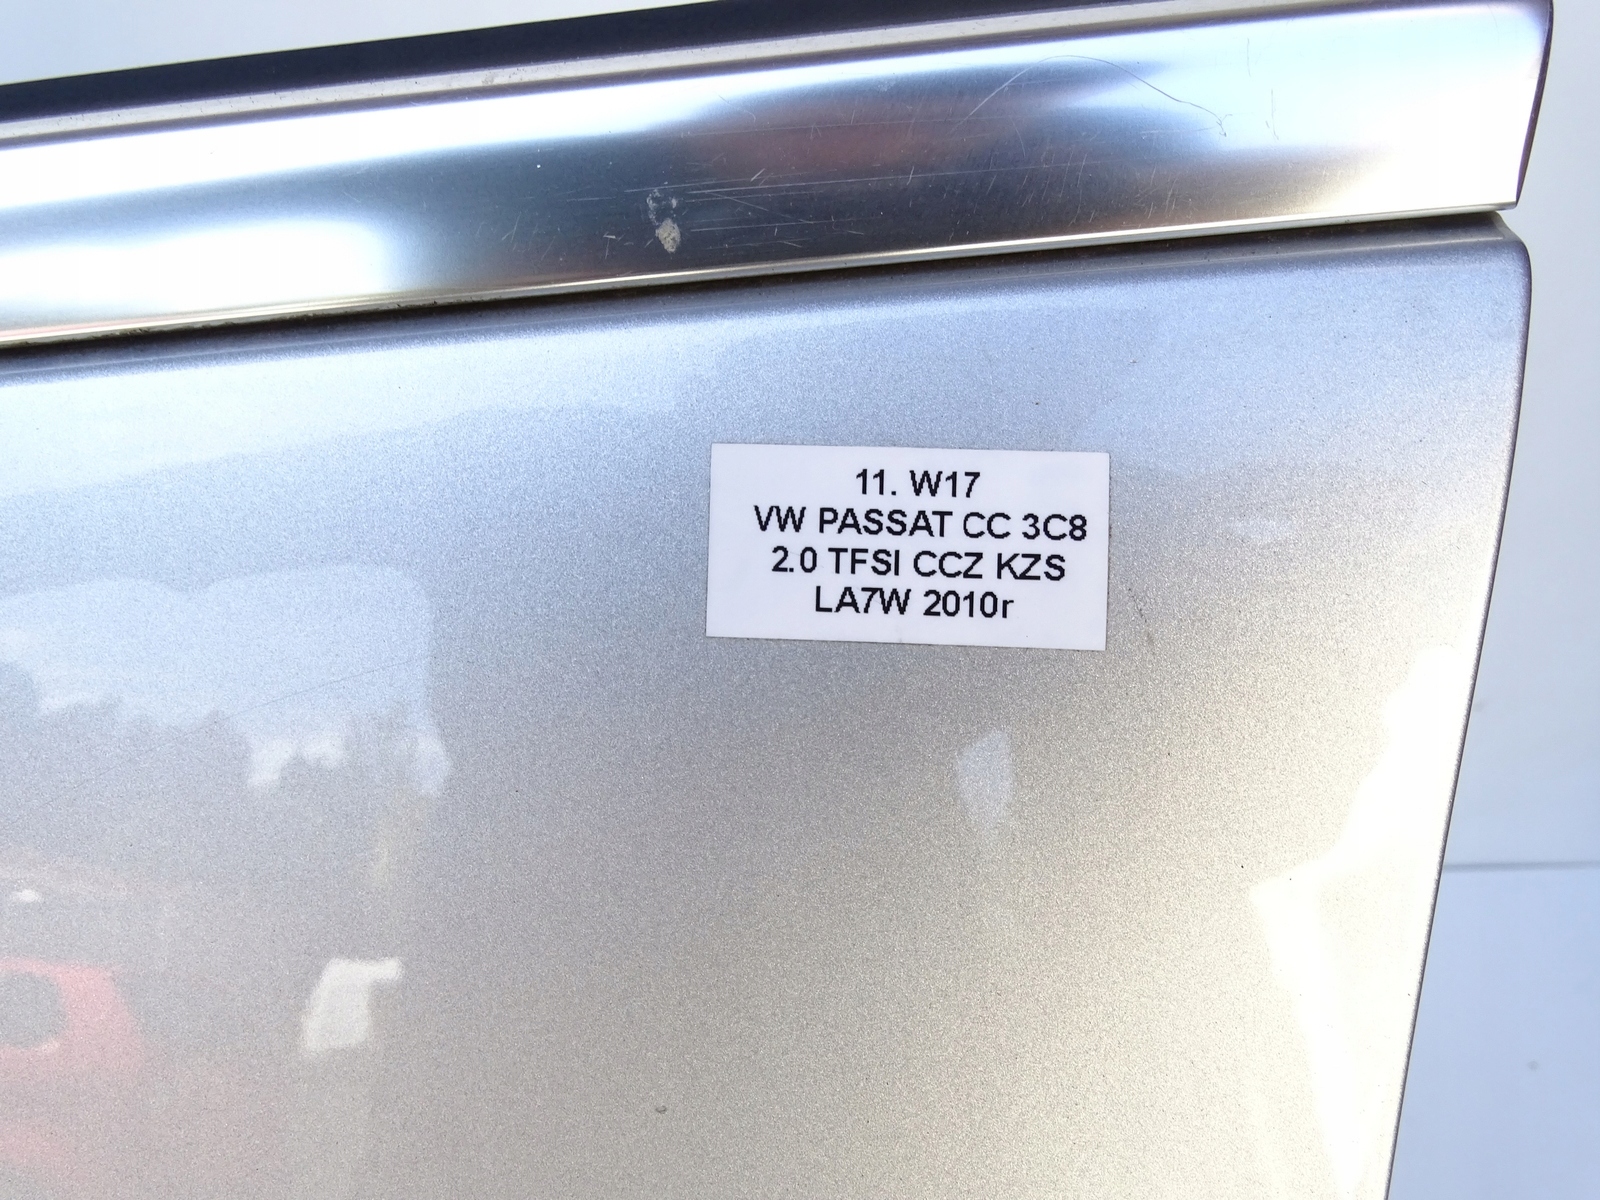 11. W17
VW PASSAT CC 3C8
2.0 TFSI CCZ KZS
LA7W 2010r